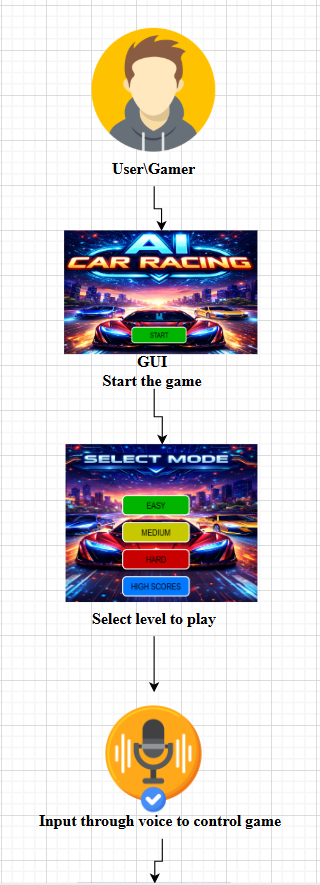 User\Gamer
AI
CAR RACING
START
GUI
Start the game
SELECT MODE
EASY
MEDIUM
HARD
HIGH SCORES
Select level to play
Input through voice to control game